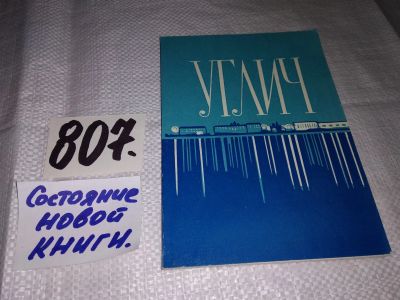 УГЛИЧ
807.
Состояние
новой
книги.